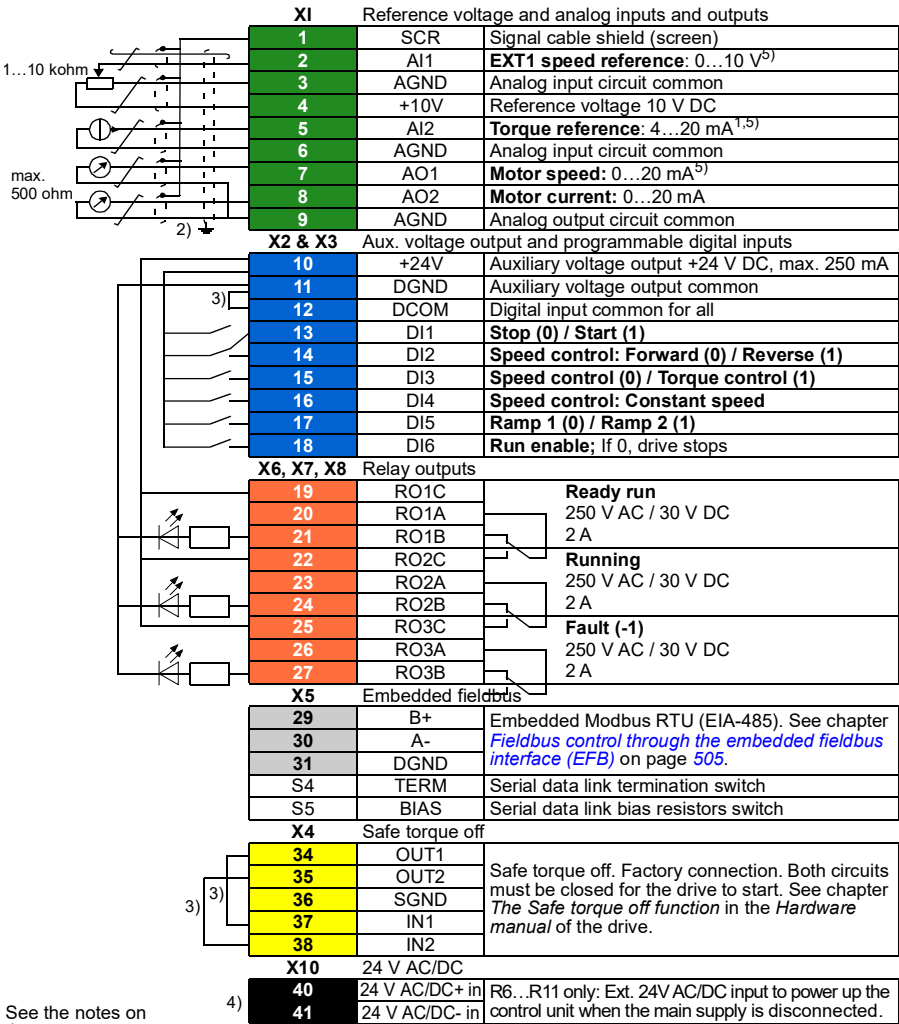 XI Reference voltage and analog inputs and outputs
1 SCR Signal cable shield (screen)
2 AI1 EXT1 speed reference: 0…10 V5)
1…10 kohm
3 AGND Analog input circuit common
4 +10V Reference voltage 10 V DC
5 AI2 Torque reference: 4…20 mA1,5)
6 AGND Analog input circuit common
max.
500 ohm
7 AO1 Motor speed: 0…20 mA5)
8 AO2 Motor current: 0…20 mA
9 AGND Analog output circuit common
2)
X2 & X3 Aux. voltage output and programmable digital inputs
10 +24V Auxiliary voltage output +24 V DC, max. 250 mA
11 DGND Auxiliary voltage output common
3)
12 DCOM Digital input common for all
13 DI1 Stop (0) / Start (1)
14 DI2 Speed control: Forward (0) / Reverse (1)
15 DI3 Speed control (0) / Torque control (1)
16 DI4 Speed control: Constant speed
17 DI5 Ramp 1 (0) / Ramp 2 (1)
18 DI6 Run enable; If 0, drive stops
X6, X7, X8 Relay outputs
19 RO1C Ready run
20 RO1A 250 V AC / 30 V DC
21 RO1B 2 A
22 RO2C Running
23 RO2A 250 V AC / 30 V DC
24 RO2B 2 A
25 RO3C Fault (-1)
26 RO3A 250 V AC / 30 V DC
27 RO3B 2 A
X5 Embedded fieldbus
29 B+
30 A-
31 DGND
Embedded Modbus RTU (EIA-485). See chapter
Fieldbus control through the embedded fieldbus
interface (EFB) on page 505.
S4 TERM Serial data link termination switch
S5 BIAS Serial data link bias resistors switch
X4 Safe torque off
34 OUT1
35 OUT2
36 SGND
37 IN1
38 IN2
3)
3)
Safe torque off. Factory connection. Both circuits
must be closed for the drive to start. See chapter
The Safe torque off function in the Hardware
manual of the drive.
X10 24 V AC/DC
4)
40 24 V AC/DC+ in
41 24 V AC/DC- in
R6…R11 only: Ext. 24V AC/DC input to power up the
control unit when the main supply is disconnected.
See the notes on